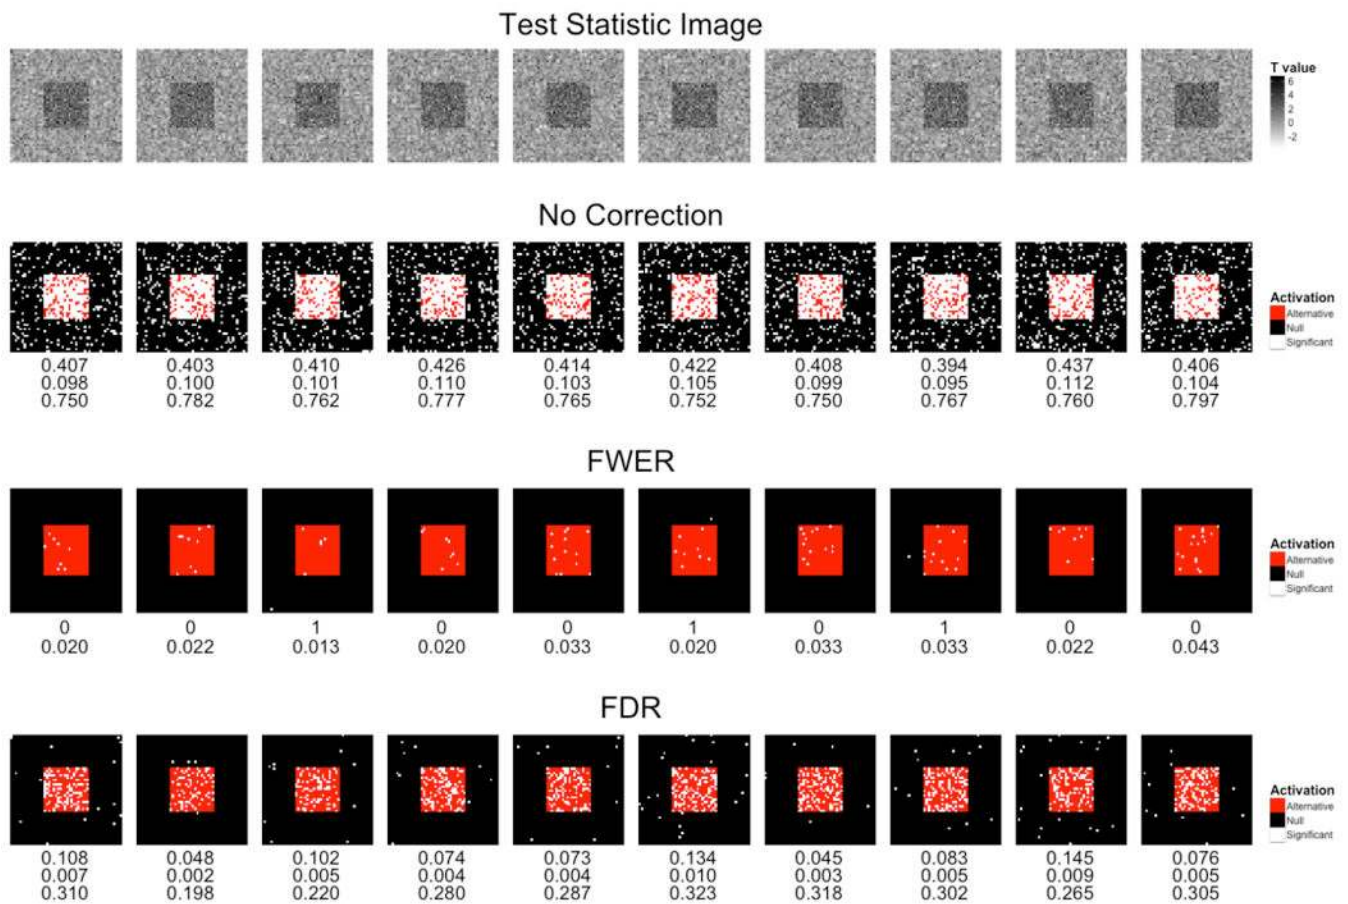 Test Statistic Image
T value
6
4
2
0
-2
No Correction
Activation
Alternative
Null
Significant
0.407 0.403 0.410 0.426 0.414 0.422 0.408 0.394 0.437 0.406
0.098 0.100 0.101 0.110 0.103 0.105 0.099 0.095 0.112 0.104
0.750 0.782 0.762 0.777 0.765 0.752 0.750 0.767 0.760 0.797
FWER
Activation
Alternative
Null
Significant
0 0 1 0 0 1 0 1 0 0
0.020 0.022 0.013 0.020 0.033 0.020 0.033 0.033 0.022 0.043
FDR
Activation
Alternative
Null
Significant
0.108 0.048 0.102 0.074 0.073 0.134 0.045 0.083 0.145 0.076
0.007 0.002 0.005 0.004 0.004 0.010 0.003 0.005 0.009 0.005
0.310 0.198 0.220 0.280 0.287 0.323 0.318 0.302 0.265 0.305